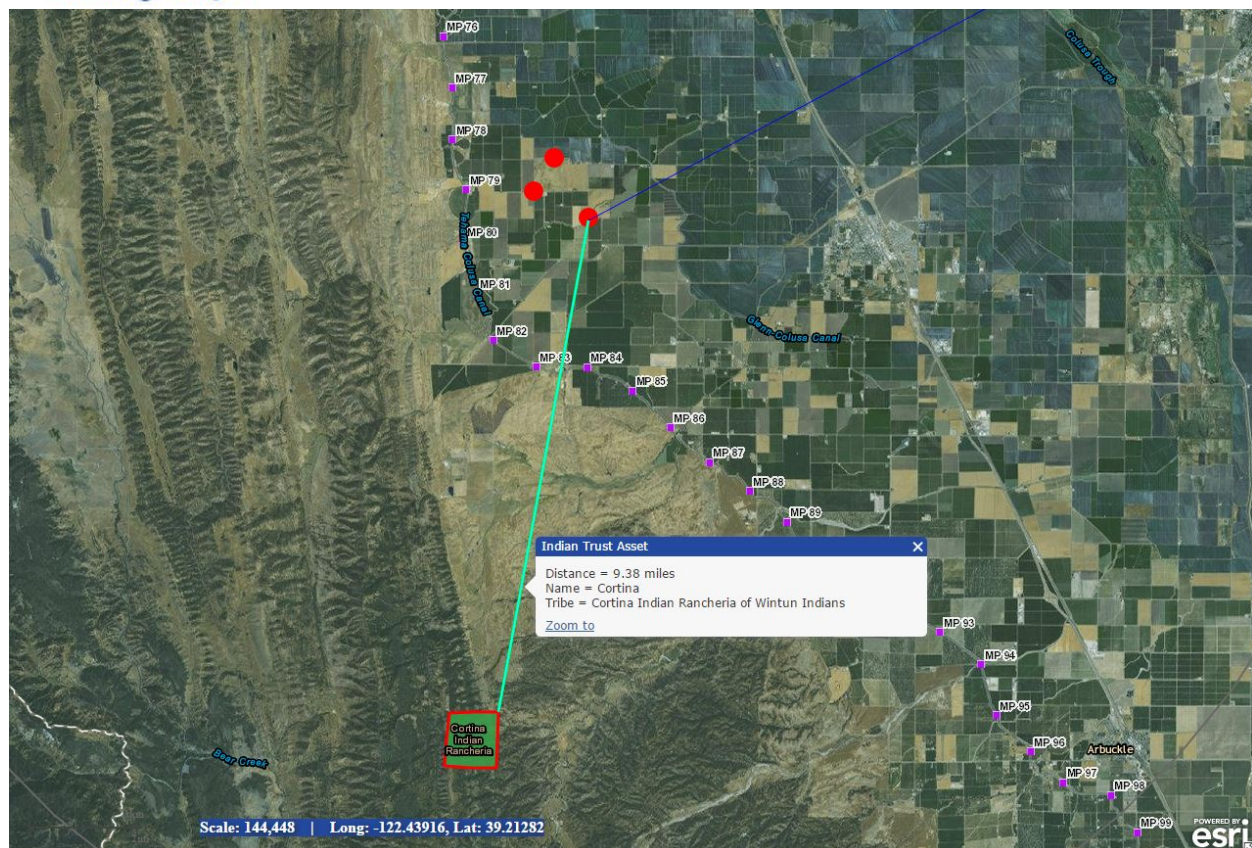 MP 76
MP 77
MP 78
MP 79
MP 80
MP 81
MP 82
MP 83
MP 84
MP 85
MP 86
MP 87
MP 88
MP 89
Tehama Colusa Canal
Colusa Trough
Glenn-Colusa Canal
Indian Trust Asset
Distance = 9.38 miles
Name = Cortina
Tribe = Cortina Indian Rancheria of Wintun Indians
Zoom to
MP 93
MP 94
MP 95
MP 96
MP 97
MP 98
MP 99
Arbuckle
Cortina
Indian
Rancheria
Bear Creek
Scale: 144,448 | Long: -122.43916, Lat: 39.21282
POWERED BY
esri